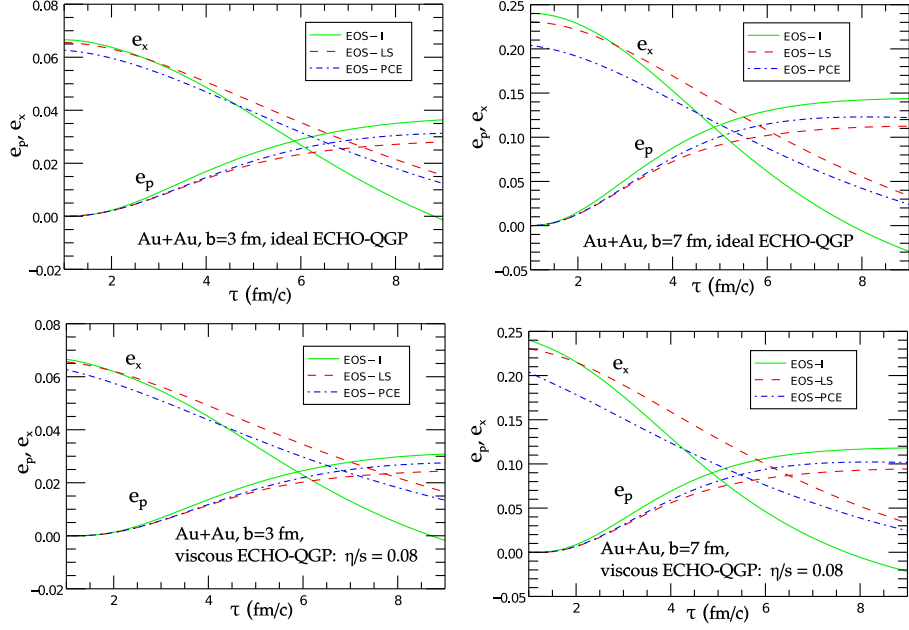 0.08
0.06
0.04
0.02
0.00
−0.02
2
4
6
8
e_p, e_x
τ (fm/c)
e_x
e_p
EOS−I
EOS−LS
EOS−PCE
Au+Au, b=3 fm, ideal ECHO-QGP
0.25
0.20
0.15
0.10
0.05
0.00
−0.05
2
4
6
8
τ (fm/c)
e_x
e_p
EOS−I
EOS−LS
EOS−PCE
Au+Au, b=7 fm, ideal ECHO-QGP
0.08
0.06
0.04
0.02
0.00
−0.02
2
4
6
8
e_p, e_x
τ (fm/c)
e_x
e_p
EOS−I
EOS−LS
EOS−PCE
Au+Au, b=3 fm,
viscous ECHO-QGP: η/s = 0.08
0.25
0.20
0.15
0.10
0.05
0.00
−0.05
2
4
6
8
τ (fm/c)
e_x
e_p
EOS−I
EOS−LS
EOS−PCE
Au+Au, b=7 fm,
viscous ECHO-QGP: η/s = 0.08